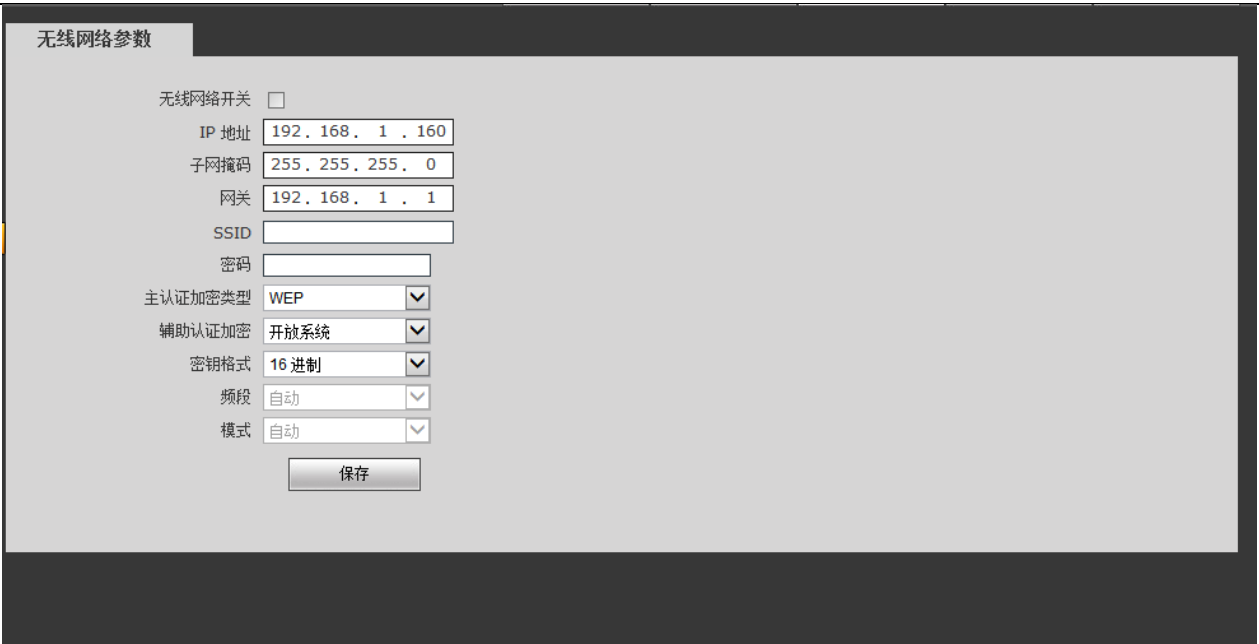 无线网络参数
无线网络开关
IP 地址 192. 168. 1 . 160
子网掩码 255. 255. 255. 0
网关 192. 168. 1 . 1
SSID
密码
主认证加密类型 WEP
辅助认证加密 开放系统
密钥格式 16 进制
频段 自动
模式 自动
保存